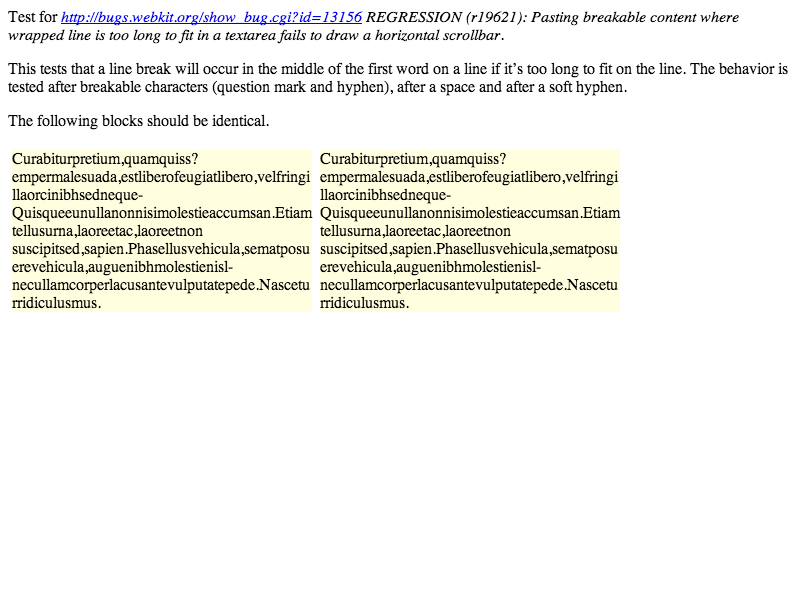 Test for http://bugs.webkit.org/show_bug.cgi?id=13156 REGRESSION (r19621): Pasting breakable content where
wrapped line is too long to fit in a textarea fails to draw a horizontal scrollbar.
This tests that a line break will occur in the middle of the first word on a line if it’s too long to fit on the line. The behavior is
tested after breakable characters (question mark and hyphen), after a space and after a soft hyphen.
The following blocks should be identical.
Curabiturpretium,quamquiss?
empermalesuada,estliberofeugiatlibero,velfringi
llaorcinibhsedneque-
Quisqueeunullanonnisimolestieaccumsan.Etiam
tellusurna,laoreetac,laoreetnon
suscipitsed,sapien.Phasellusvehicula,sematposu
erevehicula,auguenibhmolestienisl-
necullamcorperlacusantevulputatepede.Nascetu
rridiculusmus.
Curabiturpretium,quamquiss?
empermalesuada,estliberofeugiatlibero,velfringi
llaorcinibhsedneque-
Quisqueeunullanonnisimolestieaccumsan.Etiam
tellusurna,laoreetac,laoreetnon
suscipitsed,sapien.Phasellusvehicula,sematposu
erevehicula,auguenibhmolestienisl-
necullamcorperlacusantevulputatepede.Nascetu
rridiculusmus.